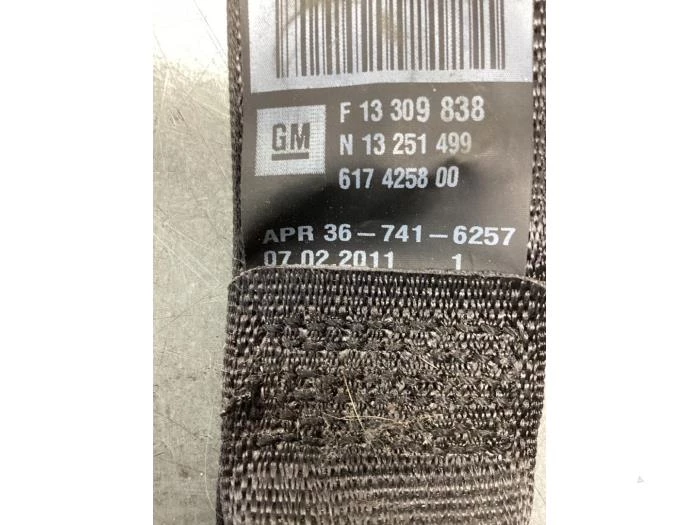 F 13 309 838
GM
N 13 251 499
617 4258 00
APR 36-741-6257
07.02.2011 1